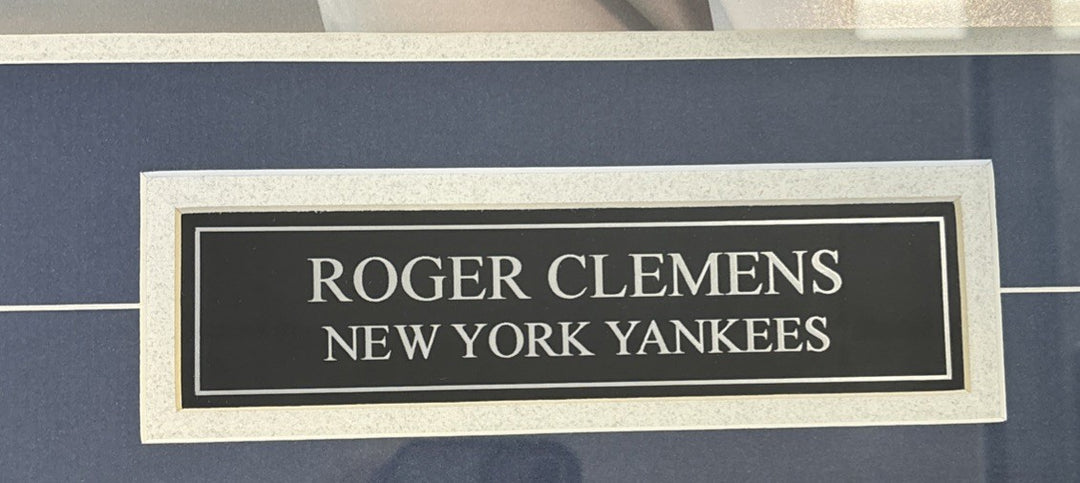 ROGER CLEMENS
NEW YORK YANKEES